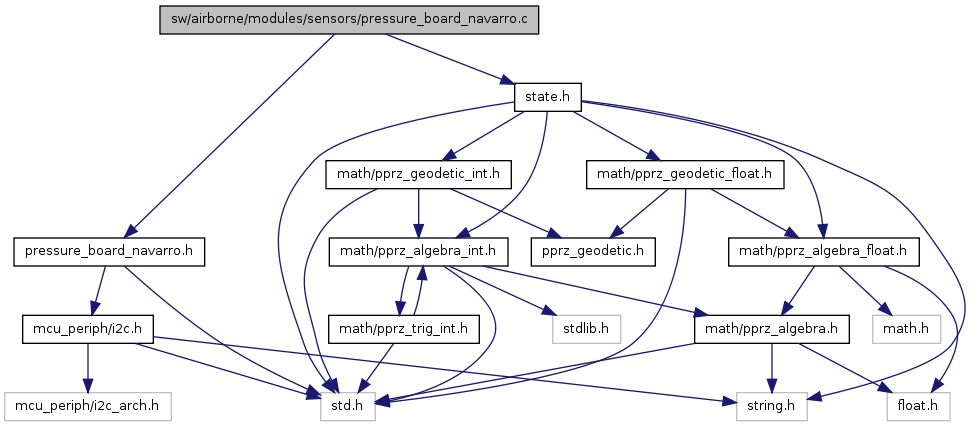 sw/airborne/modules/sensors/pressure_board_navarro.c
state.h
math/pprz_geodetic_int.h
math/pprz_geodetic_float.h
pressure_board_navarro.h
math/pprz_algebra_int.h
pprz_geodetic.h
math/pprz_algebra_float.h
mcu_periph/i2c.h
math/pprz_trig_int.h
stdlib.h
math/pprz_algebra.h
math.h
mcu_periph/i2c_arch.h
std.h
string.h
float.h